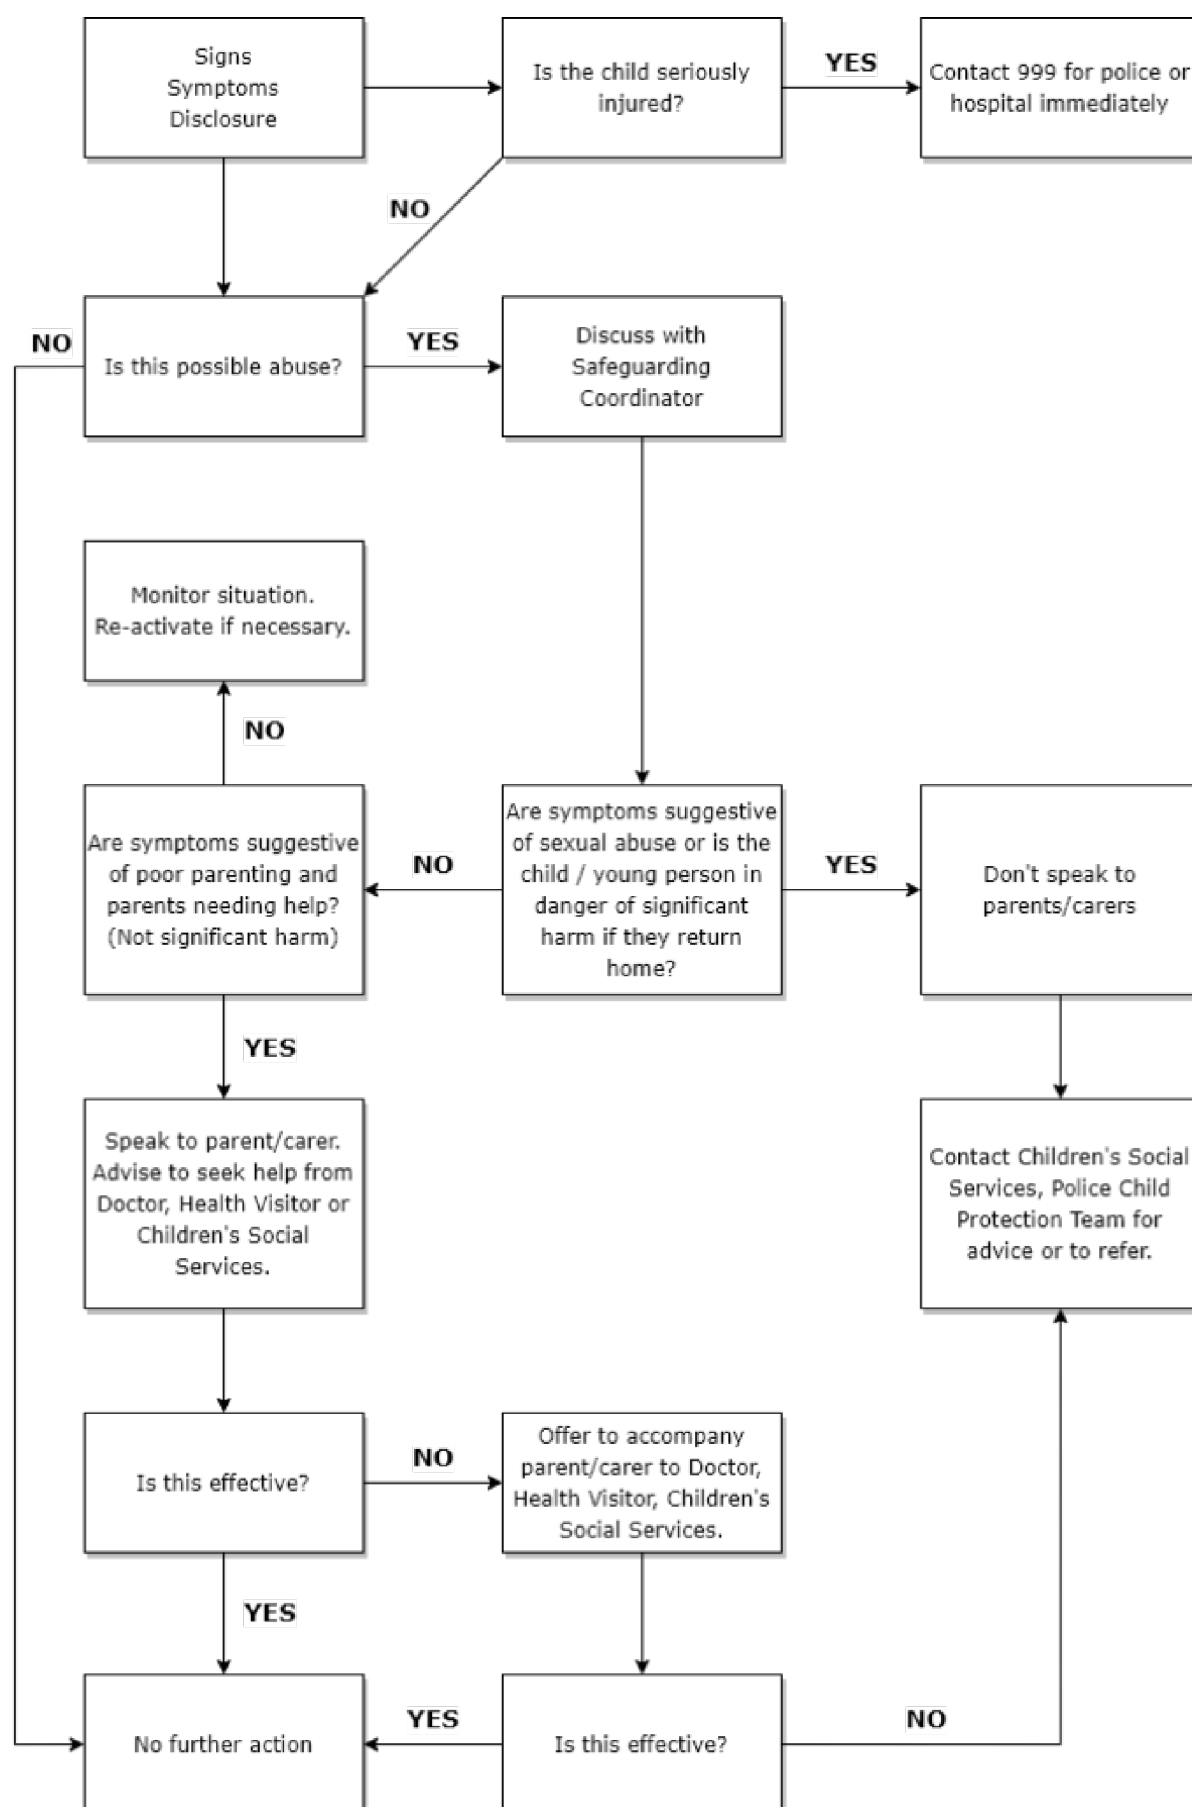 Signs
Symptoms
Disclosure
Is the child seriously
injured?
YES
Contact 999 for police or
hospital immediately
NO
NO
Is this possible abuse?
YES
Discuss with
Safeguarding
Coordinator
Monitor situation.
Re-activate if necessary.
NO
Are symptoms suggestive
of poor parenting and
parents needing help?
(Not significant harm)
NO
Are symptoms suggestive
of sexual abuse or is the
child / young person in
danger of significant
harm if they return
home?
YES
Don't speak to
parents/carers
YES
Speak to parent/carer.
Advise to seek help from
Doctor, Health Visitor or
Children's Social
Services.
Contact Children's Social
Services, Police Child
Protection Team for
advice or to refer.
Is this effective?
NO
Offer to accompany
parent/carer to Doctor,
Health Visitor, Children's
Social Services.
YES
No further action
YES
Is this effective?
NO